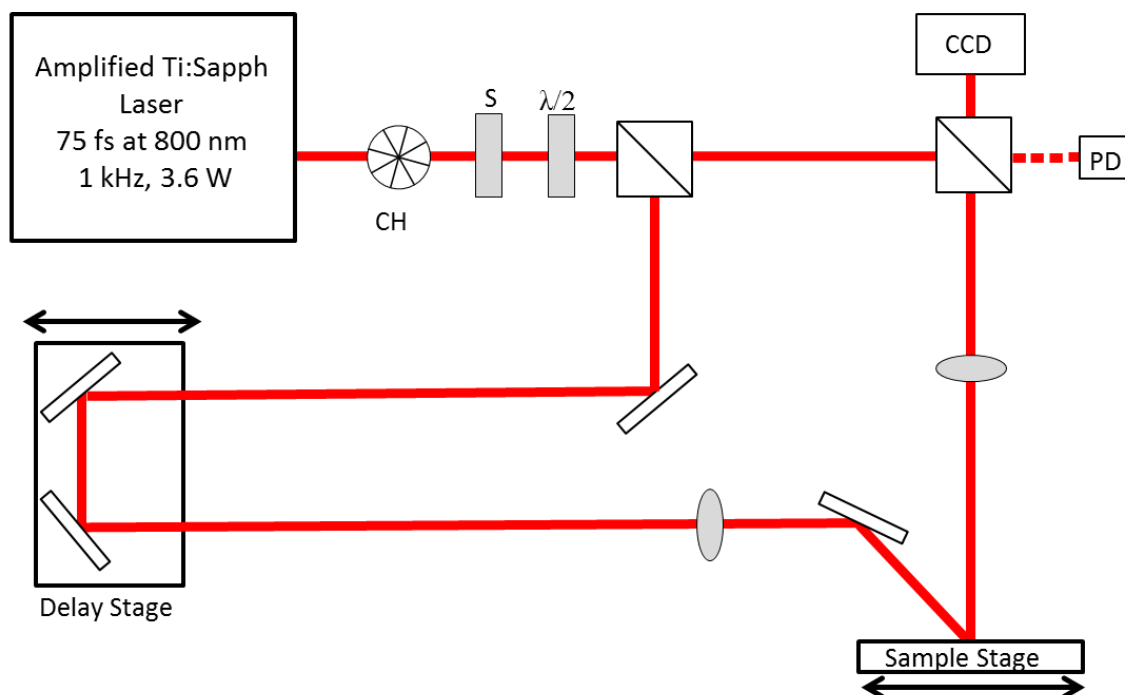 Amplified Ti:Sapph
Laser
75 fs at 800 nm
1 kHz, 3.6 W
CH
S
λ/2
CCD
PD
Delay Stage
Sample Stage